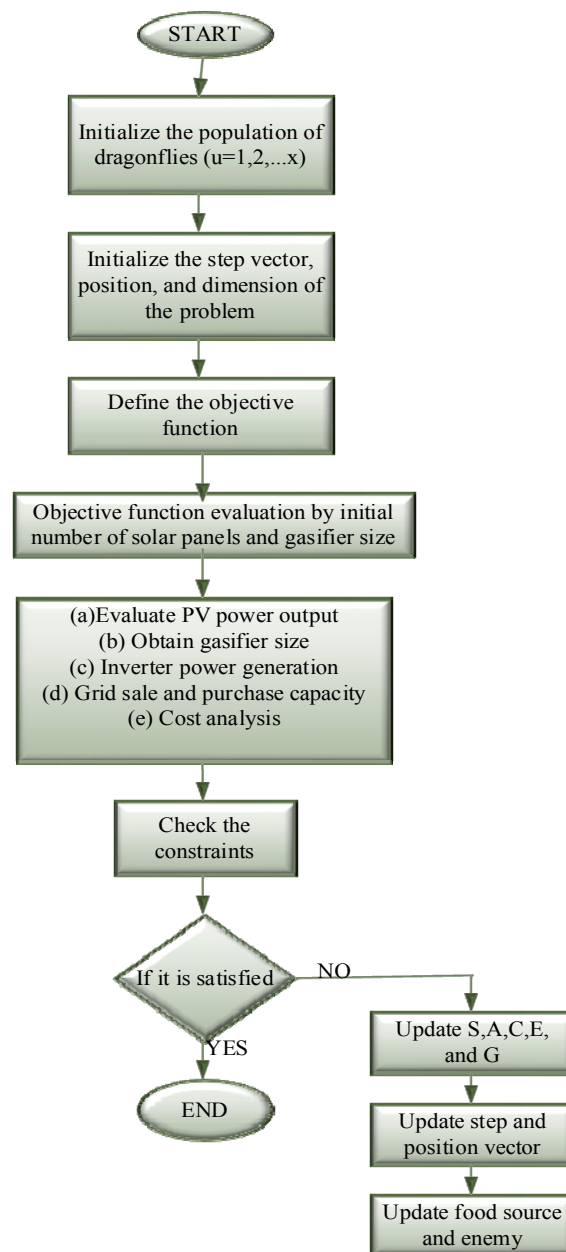 START
Initialize the population of
dragonflies (u=1,2,...x)
Initialize the step vector,
position, and dimension of
the problem
Define the objective
function
Objective function evaluation by initial
number of solar panels and gasifier size
(a)Evaluate PV power output
(b) Obtain gasifier size
(c) Inverter power generation
(d) Grid sale and purchase capacity
(e) Cost analysis
Check the
constraints
If it is satisfied
NO
YES
END
Update S,A,C,E,
and G
Update step and
position vector
Update food source
and enemy